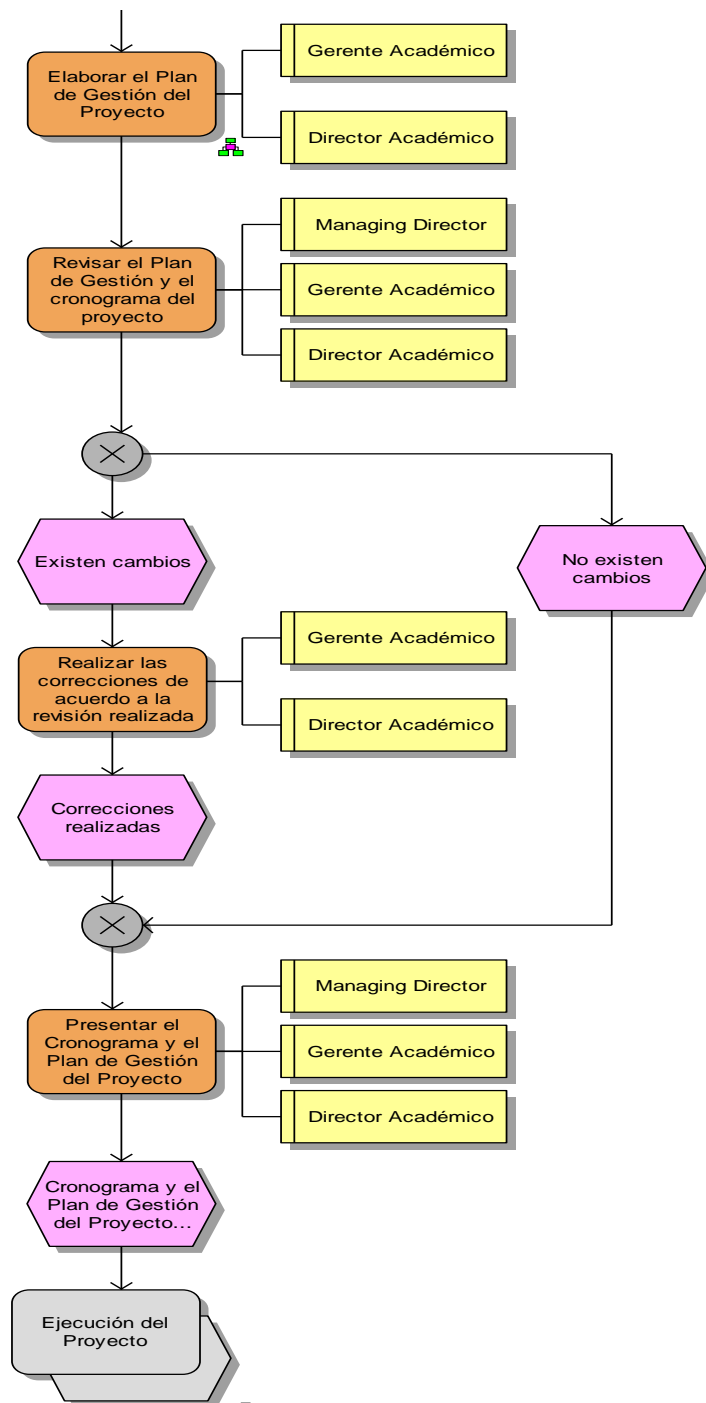 Gerente Académico
Elaborar el Plan
de Gestión del
Proyecto
Director Académico
Managing Director
Revisar el Plan
de Gestión y el
cronograma del
proyecto
Gerente Académico
Director Académico
Existen cambios
No existen
cambios
Gerente Académico
Realizar las
correcciones de
acuerdo a la
revisión realizada
Director Académico
Correcciones
realizadas
Managing Director
Presentar el
Cronograma y el
Plan de Gestión
del Proyecto
Gerente Académico
Director Académico
Cronograma y el
Plan de Gestión
del Proyecto...
Ejecución del
Proyecto